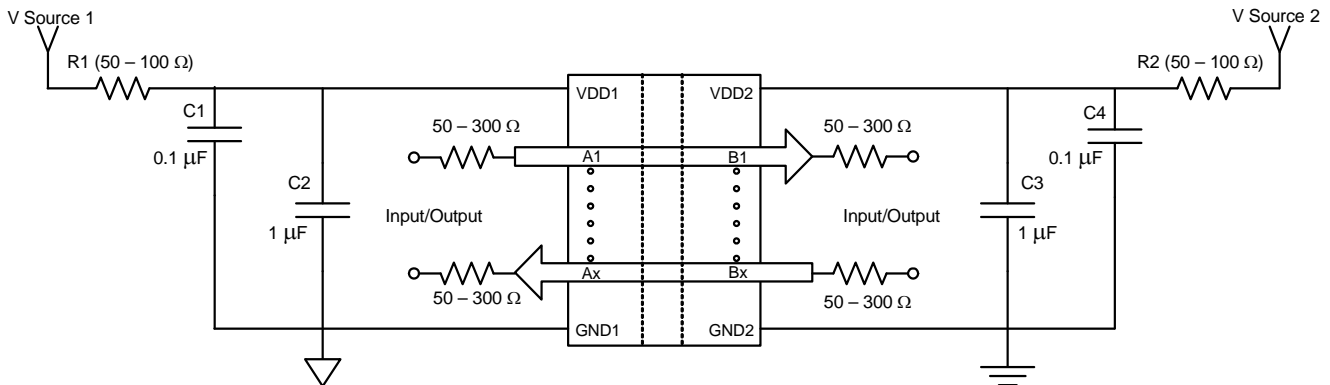 V Source 1
V Source 2
R1 (50 – 100 Ω)
R2 (50 – 100 Ω)
VDD1
VDD2
C1
0.1 μF
C4
0.1 μF
50 – 300 Ω
50 – 300 Ω
A1
B1
C2
1 μF
C3
1 μF
Input/Output
Input/Output
Ax
Bx
50 – 300 Ω
50 – 300 Ω
GND1
GND2